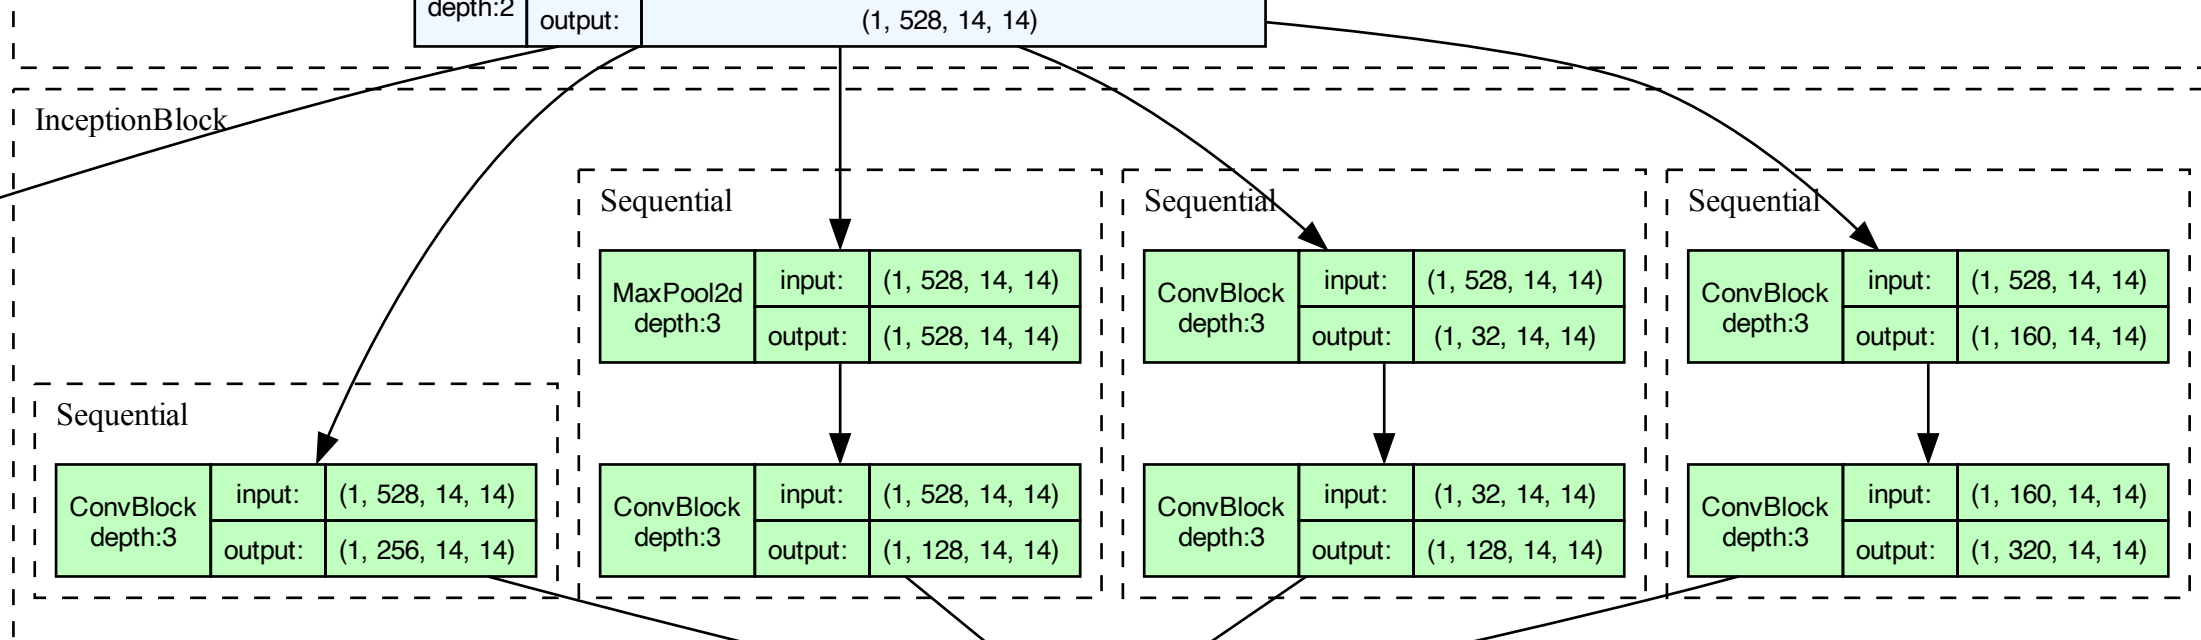 depth:2
output:
(1, 528, 14, 14)
InceptionBlock
Sequential
MaxPool2d
depth:3
input:
(1, 528, 14, 14)
output:
(1, 528, 14, 14)
Sequential
ConvBlock
depth:3
input:
(1, 528, 14, 14)
output:
(1, 32, 14, 14)
Sequential
ConvBlock
depth:3
input:
(1, 528, 14, 14)
output:
(1, 160, 14, 14)
Sequential
ConvBlock
depth:3
input:
(1, 528, 14, 14)
output:
(1, 256, 14, 14)
ConvBlock
depth:3
input:
(1, 528, 14, 14)
output:
(1, 128, 14, 14)
ConvBlock
depth:3
input:
(1, 32, 14, 14)
output:
(1, 128, 14, 14)
ConvBlock
depth:3
input:
(1, 160, 14, 14)
output:
(1, 320, 14, 14)